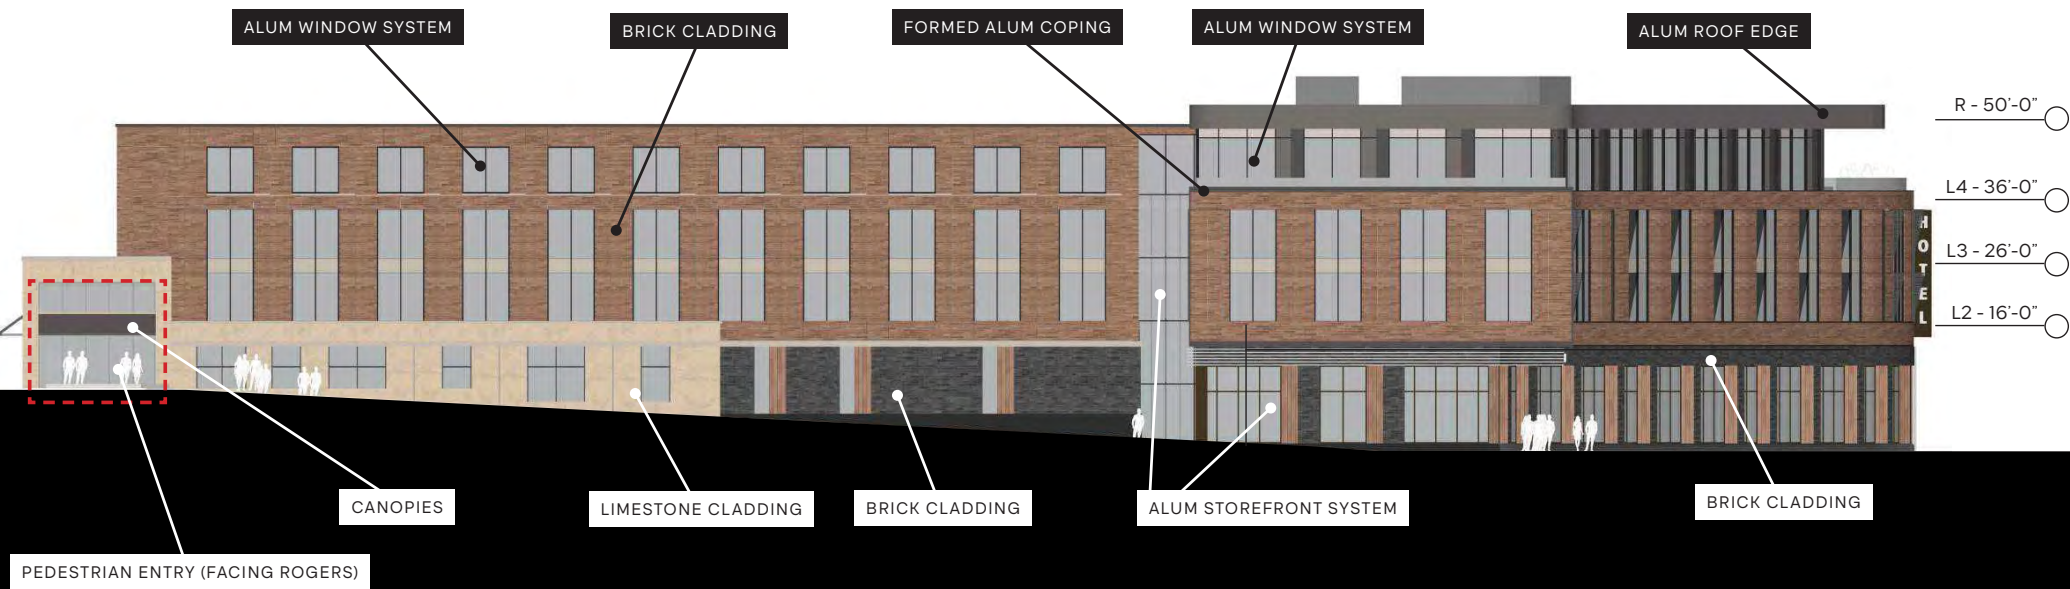 ALUM WINDOW SYSTEM
BRICK CLADDING
FORMED ALUM COPING
ALUM WINDOW SYSTEM
ALUM ROOF EDGE
R - 50'-0”
L4 - 36'-0”
L3 - 26'-0”
L2 - 16'-0”
HOTEL
CANOPIES
LIMESTONE CLADDING
BRICK CLADDING
ALUM STOREFRONT SYSTEM
BRICK CLADDING
PEDESTRIAN ENTRY (FACING ROGERS)